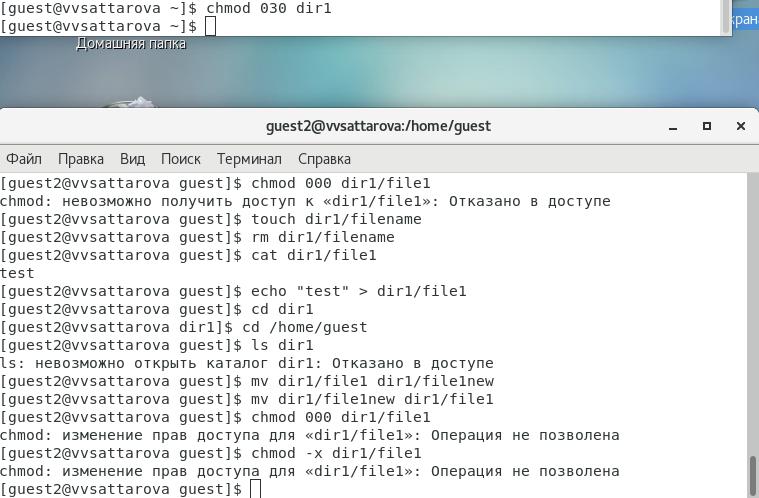 [guest@vvsattarova ~]$ chmod 030 dir1
[guest@vvsattarova ~]$
Домашняя папка
guest2@vvsattarova:/home/guest
Файл Правка Вид Поиск Терминал Справка
[guest2@vvsattarova guest]$ chmod 000 dir1/file1
chmod: невозможно получить доступ к «dir1/file1»: Отказано в доступе
[guest2@vvsattarova guest]$ touch dir1/filename
[guest2@vvsattarova guest]$ rm dir1/filename
[guest2@vvsattarova guest]$ cat dir1/file1
test
[guest2@vvsattarova guest]$ echo "test" > dir1/file1
[guest2@vvsattarova guest]$ cd dir1
[guest2@vvsattarova dir1]$ cd /home/guest
[guest2@vvsattarova guest]$ ls dir1
ls: невозможно открыть каталог dir1: Отказано в доступе
[guest2@vvsattarova guest]$ mv dir1/file1 dir1/file1new
[guest2@vvsattarova guest]$ mv dir1/file1new dir1/file1
[guest2@vvsattarova guest]$ chmod 000 dir1/file1
chmod: изменение прав доступа для «dir1/file1»: Операция не позволена
[guest2@vvsattarova guest]$ chmod -x dir1/file1
chmod: изменение прав доступа для «dir1/file1»: Операция не позволена
[guest2@vvsattarova guest]$